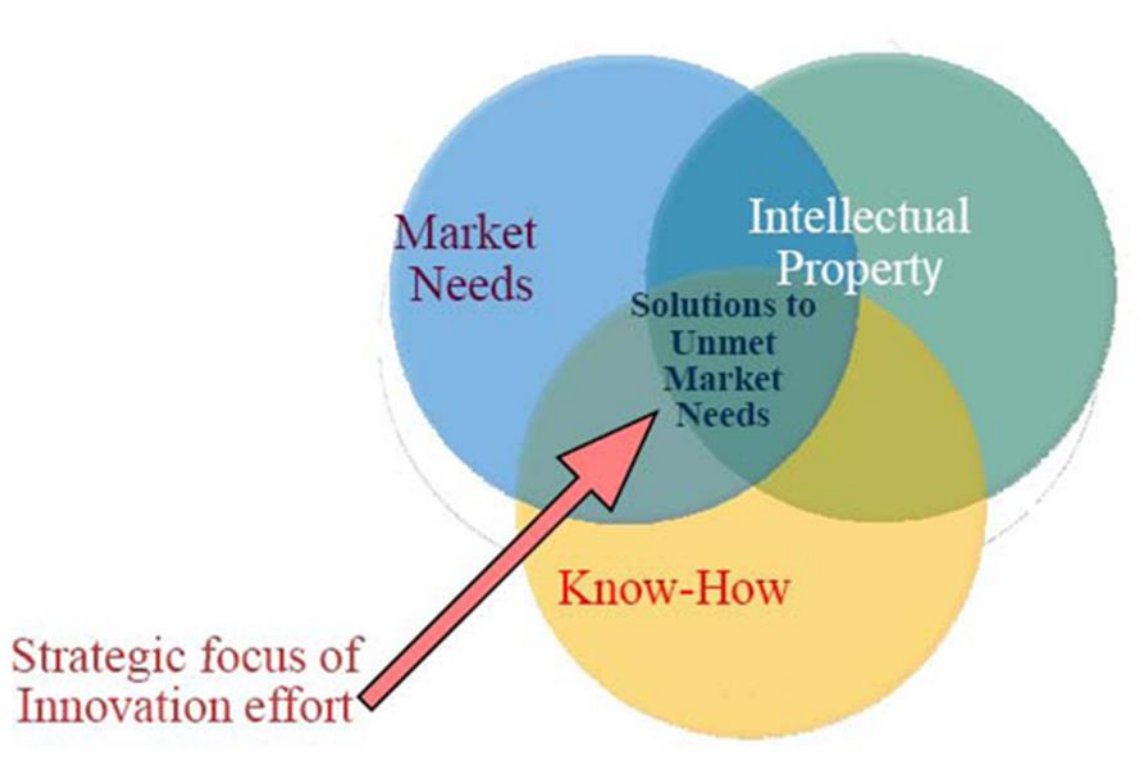 Market
Needs
Intellectual
Property
Solutions to
Unmet
Market
Needs
Know-How
Strategic focus of
Innovation effort